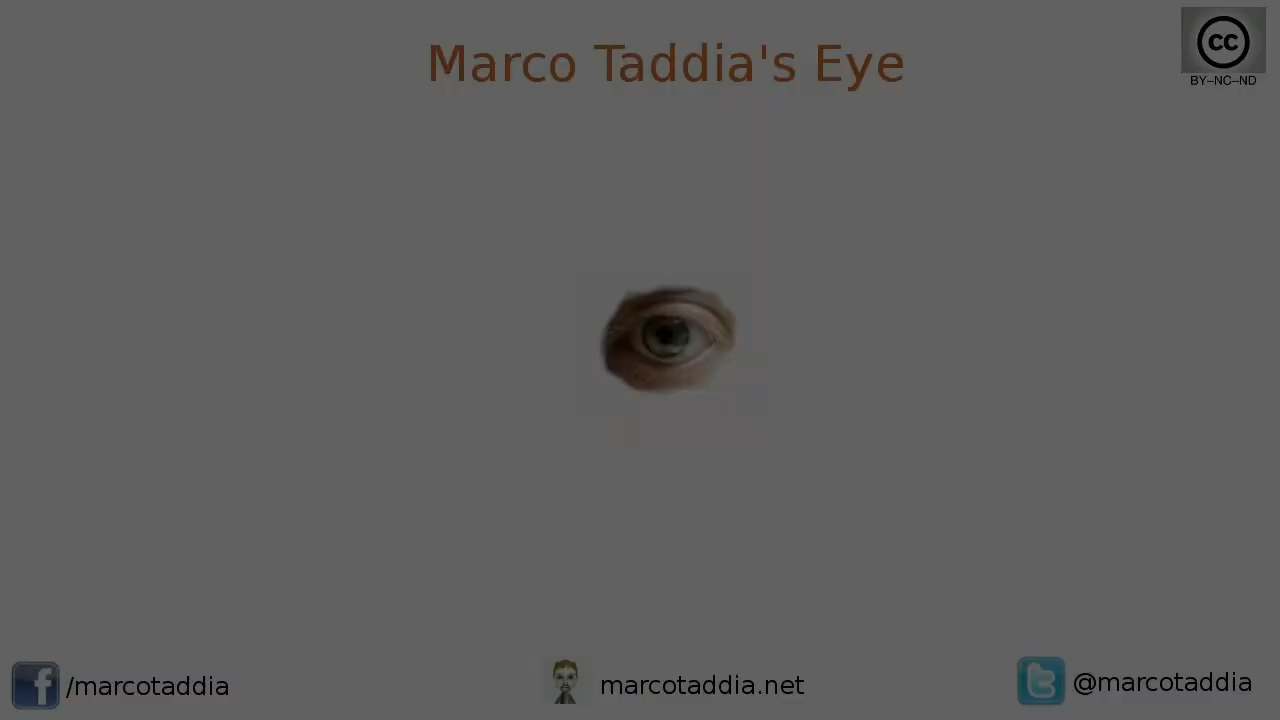 Marco Taddia's Eye
cc
BY–NC–ND
f /marcotaddia
marcotaddia.net
t @marcotaddia